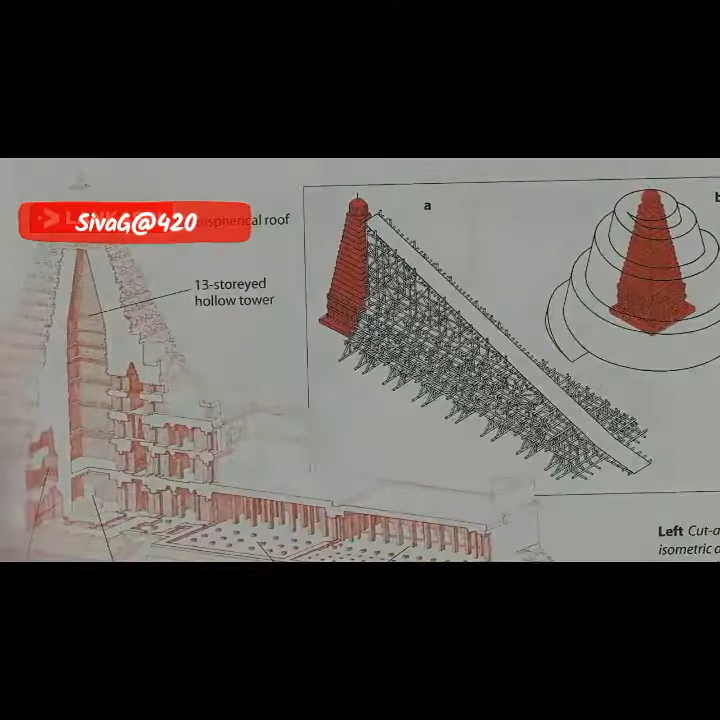 SivaG@420
spherical roof
13-storeyed
hollow tower
a
b
Left Cut-a
isometric a